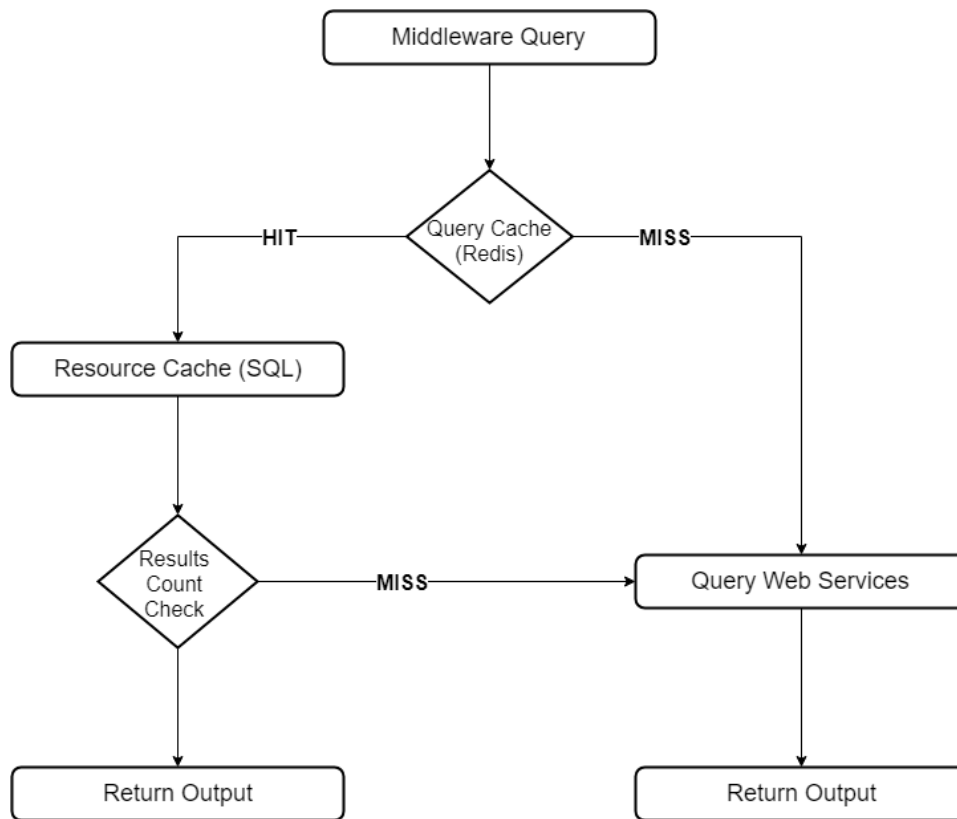 Middleware Query
Query Cache
(Redis)
HIT
MISS
Resource Cache (SQL)
Results
Count
Check
MISS
Query Web Services
Return Output
Return Output